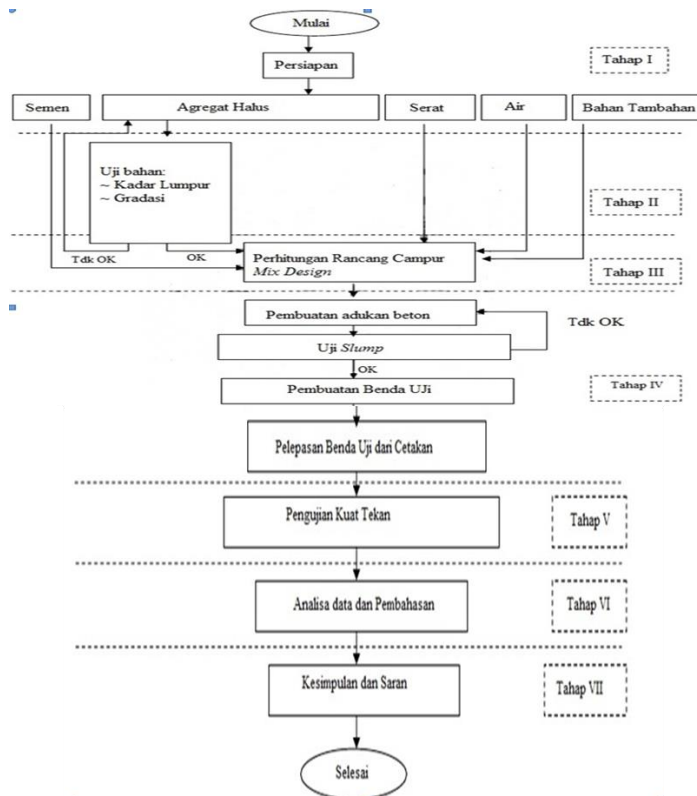 Mulai
Persiapan
Tahap I
Semen
Agregat Halus
Serat
Air
Bahan Tambahan
Uji bahan:
~ Kadar Lumpur
~ Gradasi
Tahap II
Tdk OK
OK
Perhitungan Rancang Campur
Mix Design
Tahap III
Pembuatan adukan beton
Tdk OK
Uji Slump
OK
Pembuatan Benda UJi
Tahap IV
Pelepasan Benda Uji dari Cetakan
Pengujian Kuat Tekan
Tahap V
Analisa data dan Pembahasan
Tahap VI
Kesimpulan dan Saran
Tahap VII
Selesai